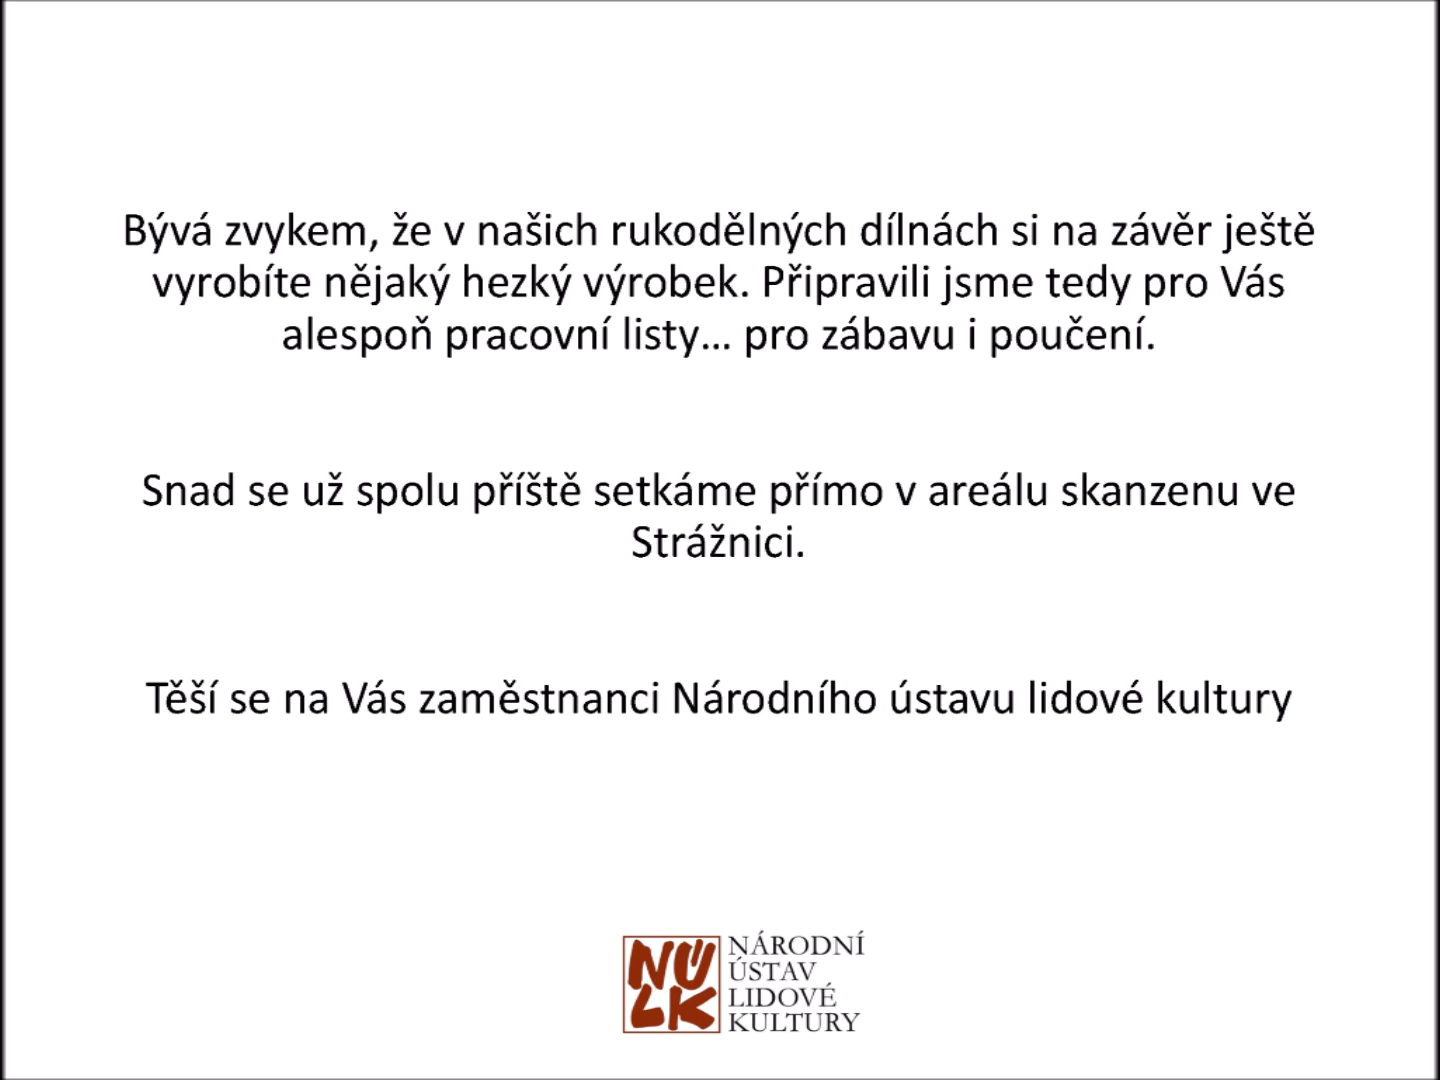 Bývá zvykem, že v našich rukodělných dílnách si na závěr ještě
vyrobíte nějaký hezký výrobek. Připravili jsme tedy pro Vás
alespoň pracovní listy… pro zábavu i poučení.
Snad se už spolu příště setkáme přímo v areálu skanzenu ve
Strážnici.
Těší se na Vás zaměstnanci Národního ústavu lidové kultury
NÚ
LK
NÁRODNÍ
ÚSTAV
LIDOVÉ
KULTURY